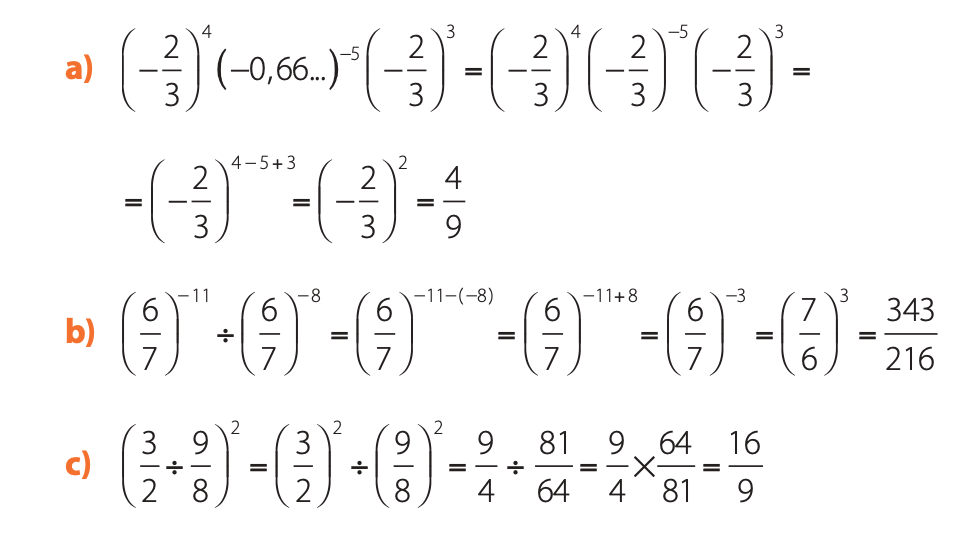 a) (−2/3)^4 (−0,66...)^−5 (−2/3)^3 = (−2/3)^4 (−2/3)^−5 (−2/3)^3 =
= (−2/3)^4−5+3 = (−2/3)^2 = 4/9
b) (6/7)^−11 ÷ (6/7)^−8 = (6/7)^−11−(−8) = (6/7)^−11+8 = (6/7)^−3 = (7/6)^3 = 343/216
c) (3/2 ÷ 9/8)^2 = (3/2)^2 ÷ (9/8)^2 = 9/4 ÷ 81/64 = 9/4 × 64/81 = 16/9